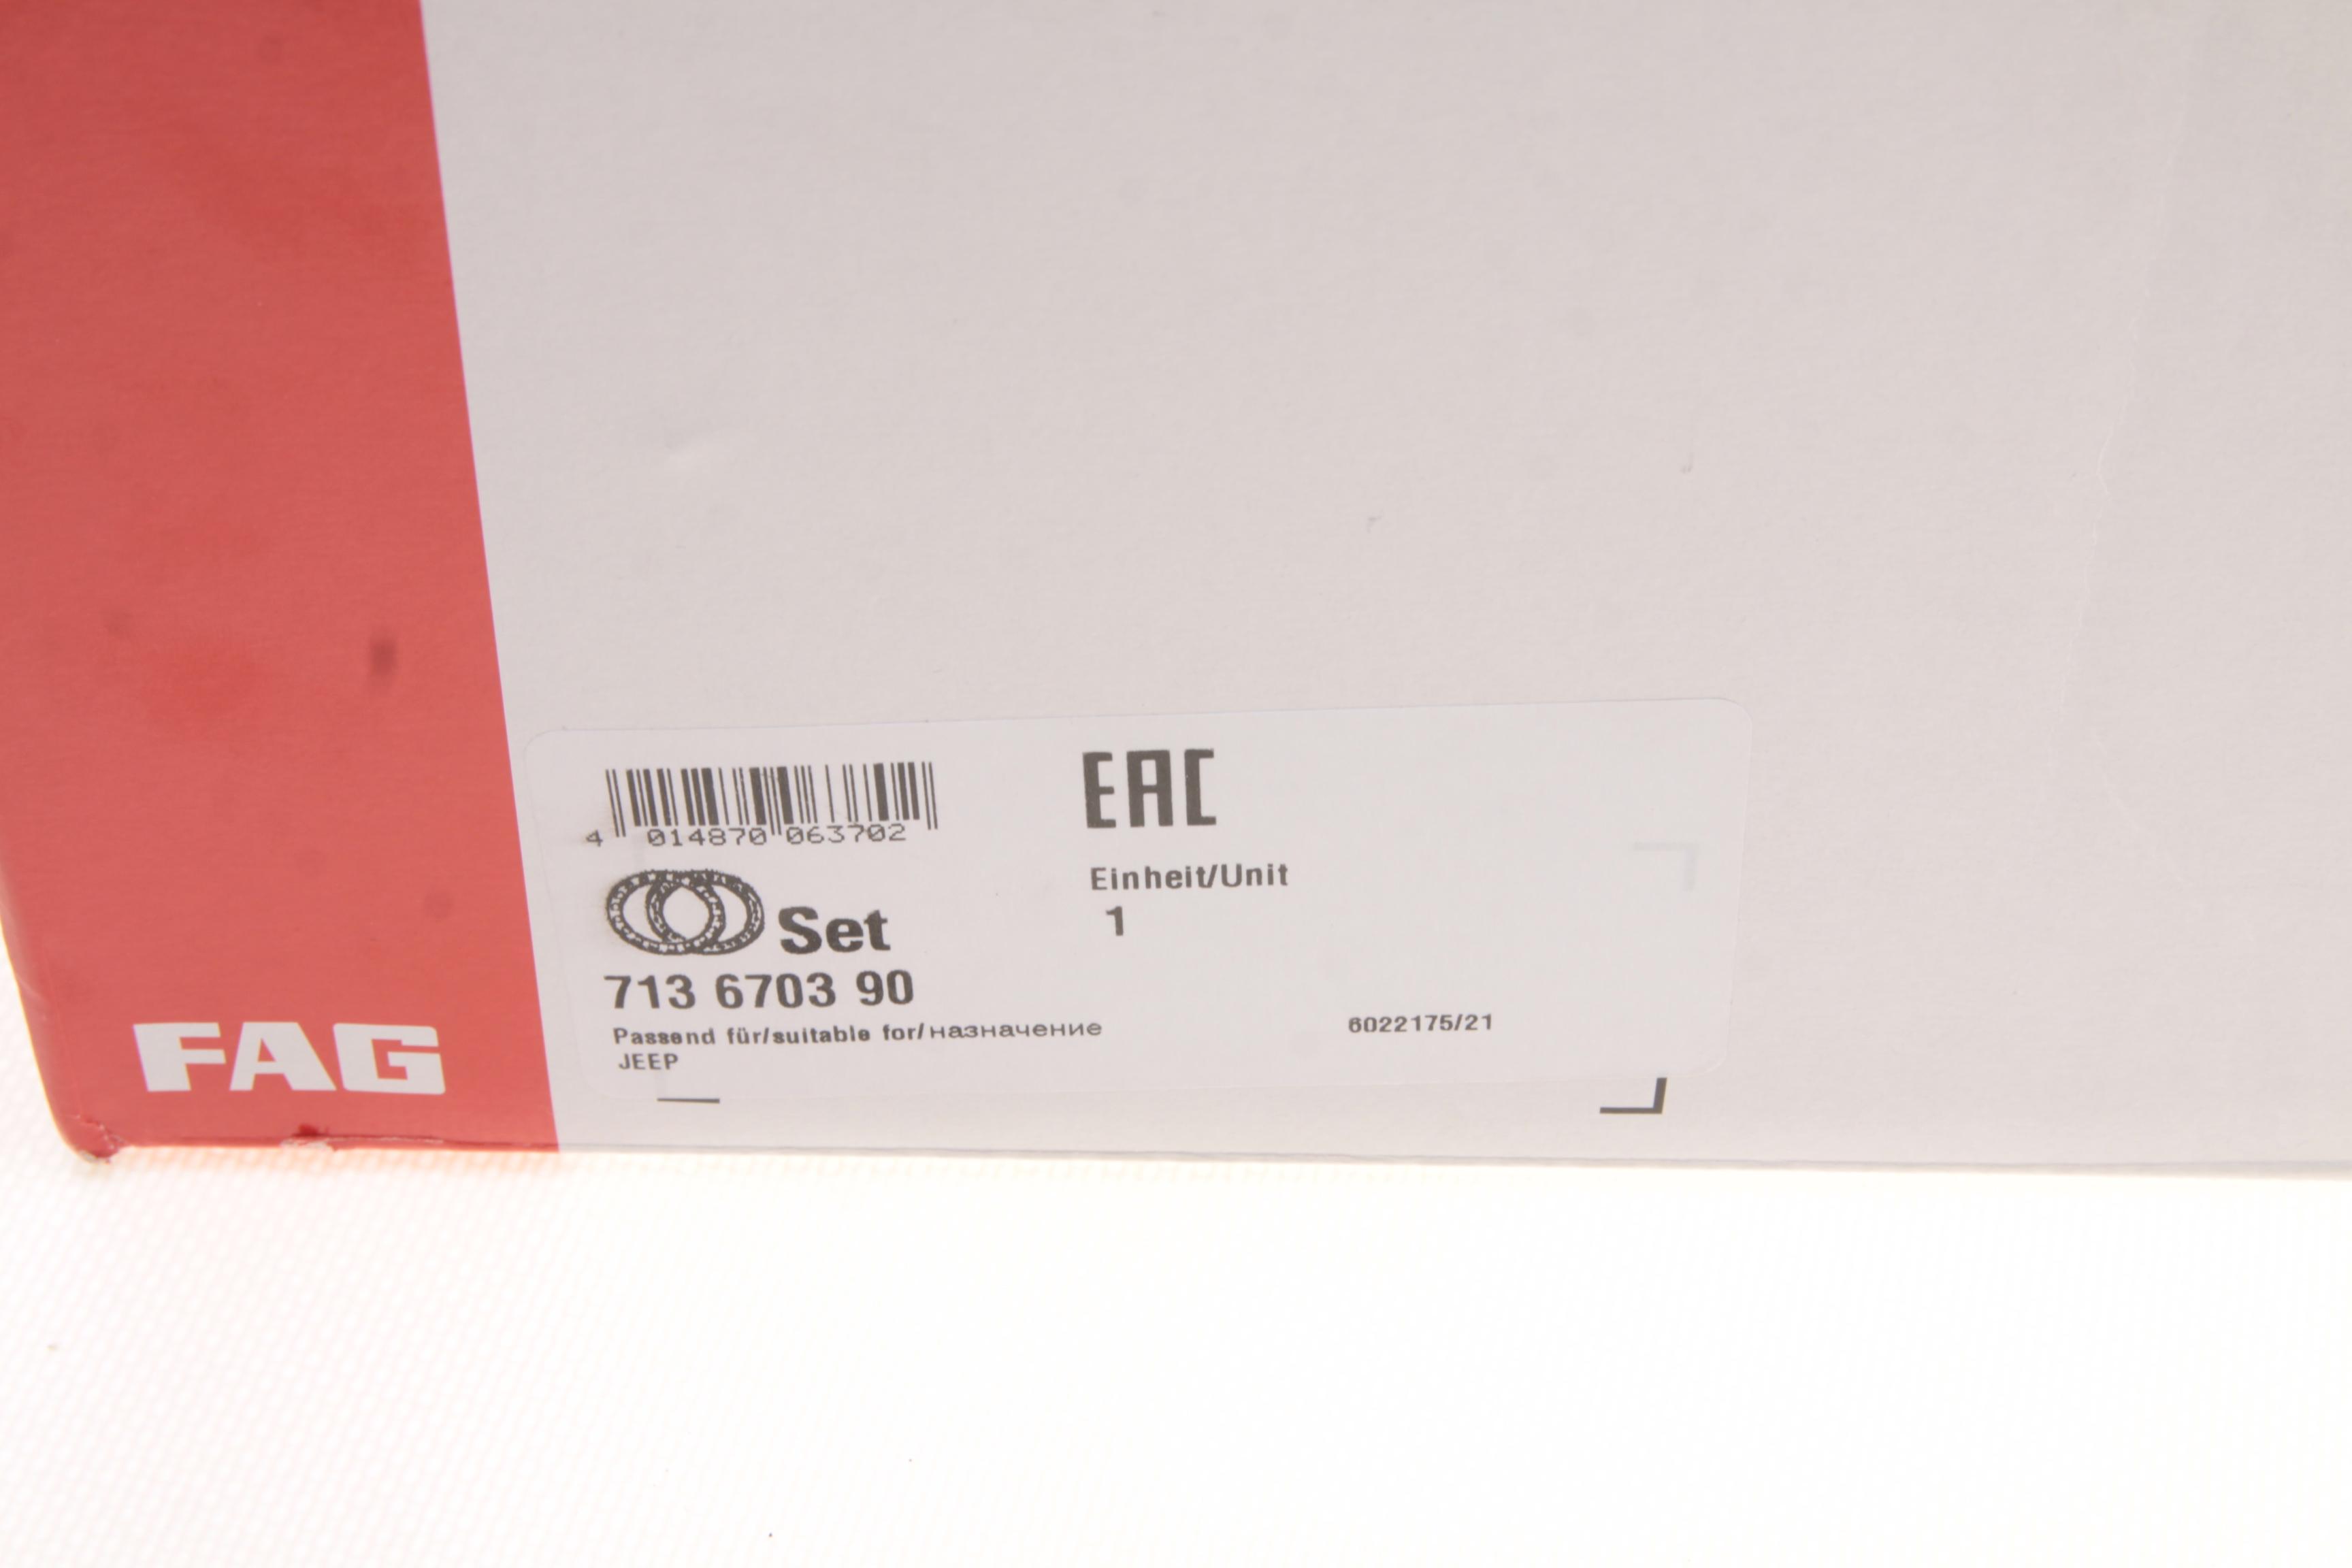 4 014870 063702
EAC
Einheit/Unit
1
Set
713 6703 90
Passend für/suitable for/назначение
JEEP
6022175/21
FAG